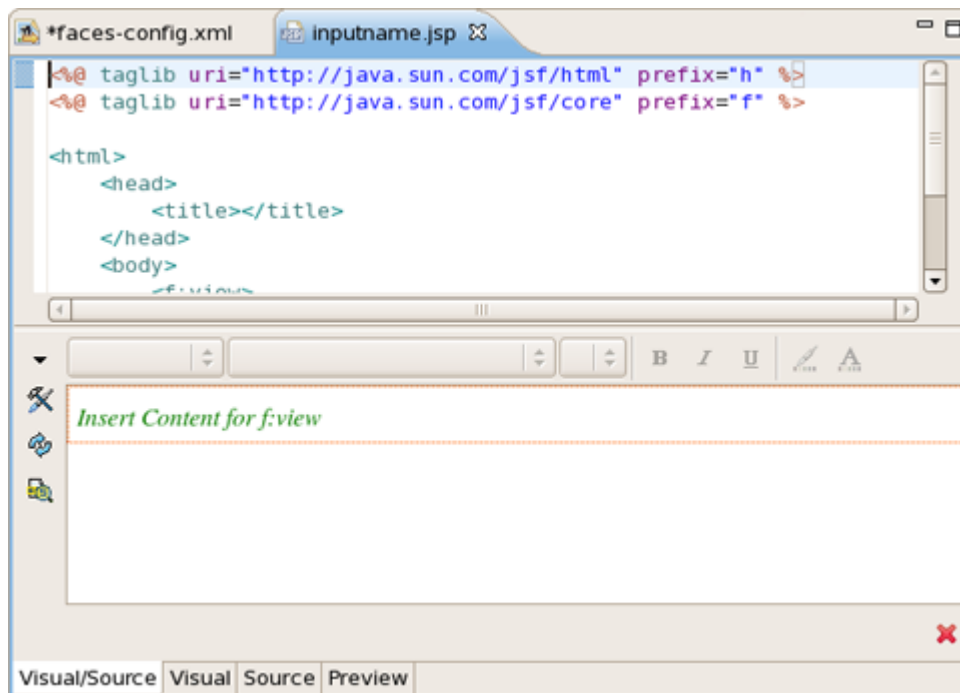 *faces-config.xml inputname.jsp
<%@ taglib uri="http://java.sun.com/jsf/html" prefix="h" %>
<%@ taglib uri="http://java.sun.com/jsf/core" prefix="f" %>
<html>
<head>
<title></title>
</head>
<body>
<f:view>
B I U A
Insert Content for f:view
Visual/Source Visual Source Preview